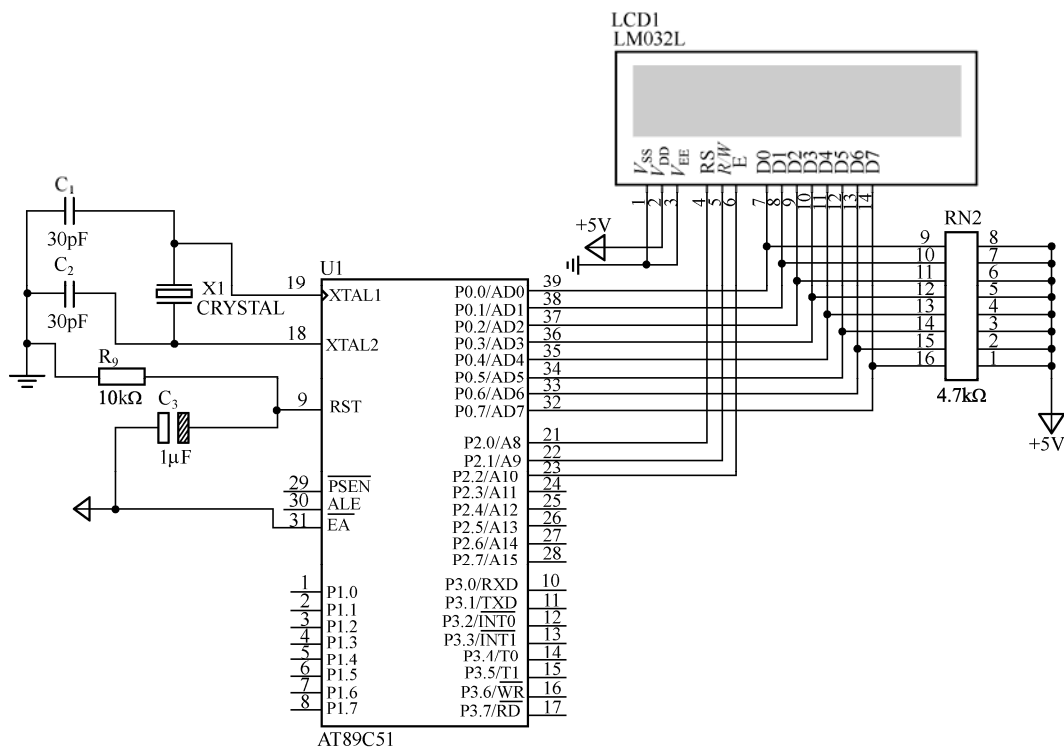 LCD1
LM032L
VSS
VDD
VEE
RS
R/W
E
D0
D1
D2
D3
D4
D5
D6
D7
1
2
3
4
5
6
7
8
9
10
11
12
13
14
+5V
RN2
9 8
10 7
11 6
12 5
13 4
14 3
15 2
16 1
4.7kΩ
+5V
C1
30pF
C2
30pF
X1
CRYSTAL
R9
10kΩ
C3
1μF
U1
19 XTAL1
18 XTAL2
9 RST
29 PSEN
30 ALE
31 EA
1 P1.0
2 P1.1
3 P1.2
4 P1.3
5 P1.4
6 P1.5
7 P1.6
8 P1.7
P0.0/AD0 39
P0.1/AD1 38
P0.2/AD2 37
P0.3/AD3 36
P0.4/AD4 35
P0.5/AD5 34
P0.6/AD6 33
P0.7/AD7 32
P2.0/A8 21
P2.1/A9 22
P2.2/A10 23
P2.3/A11 24
P2.4/A12 25
P2.5/A13 26
P2.6/A14 27
P2.7/A15 28
P3.0/RXD 10
P3.1/TXD 11
P3.2/INT0 12
P3.3/INT1 13
P3.4/T0 14
P3.5/T1 15
P3.6/WR 16
P3.7/RD 17
AT89C51